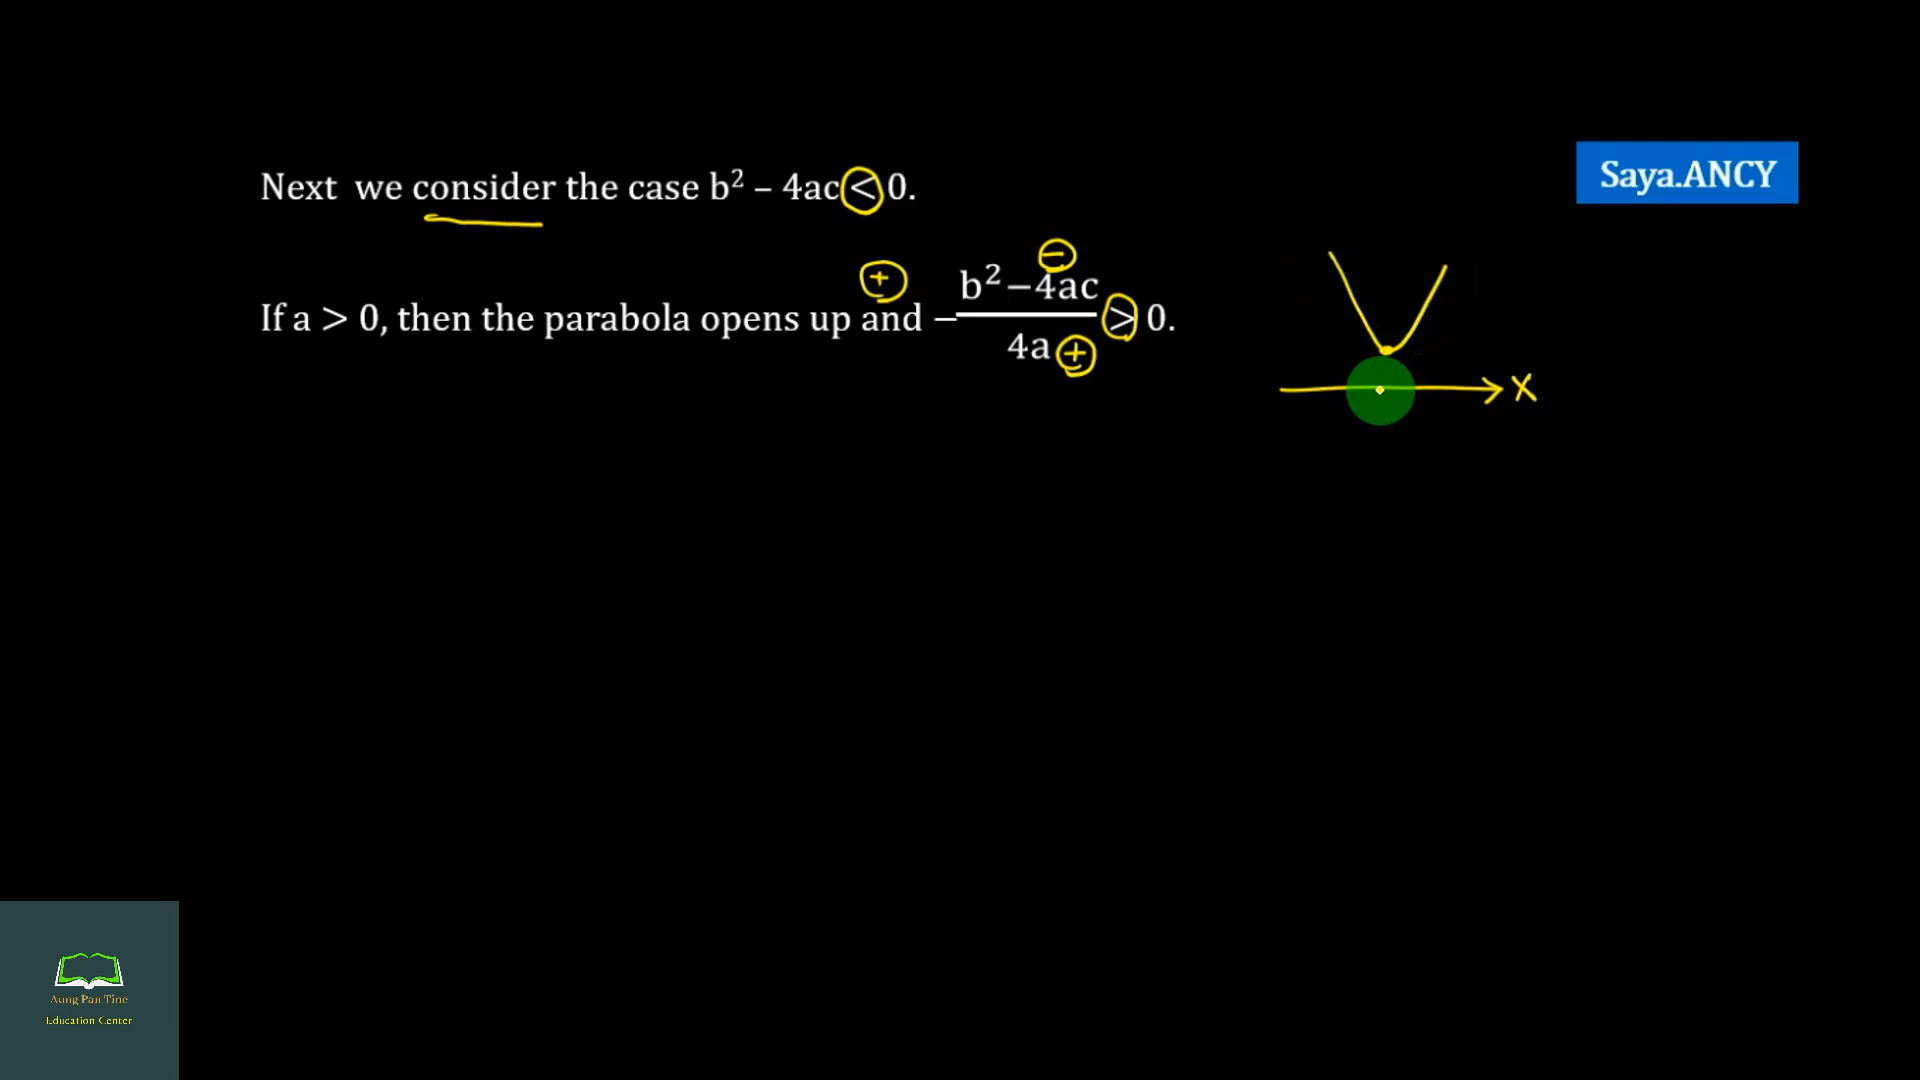 Next we consider the case b² – 4ac < 0.
Saya.ANCY
+ −
If a > 0, then the parabola opens up and −(b²−4ac)/(4a) > 0.
+
X
Aung Pan Tine
Education Center